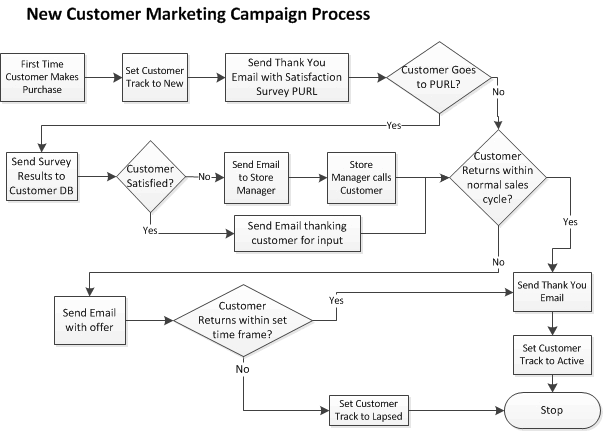 New Customer Marketing Campaign Process
First Time
Customer Makes
Purchase
Set Customer
Track to New
Send Thank You
Email with Satisfaction
Survey PURL
Customer Goes
to PURL?
No
Yes
Send Survey
Results to
Customer DB
Customer
Satisfied?
No
Send Email
to Store
Manager
Store
Manager calls
Customer
Customer
Returns within
normal sales
cycle?
Yes
Send Email thanking
customer for input
Yes
No
Send Email
with offer
Customer
Returns within set
time frame?
Yes
Send Thank You
Email
Set Customer
Track to Active
No
Set Customer
Track to Lapsed
Stop